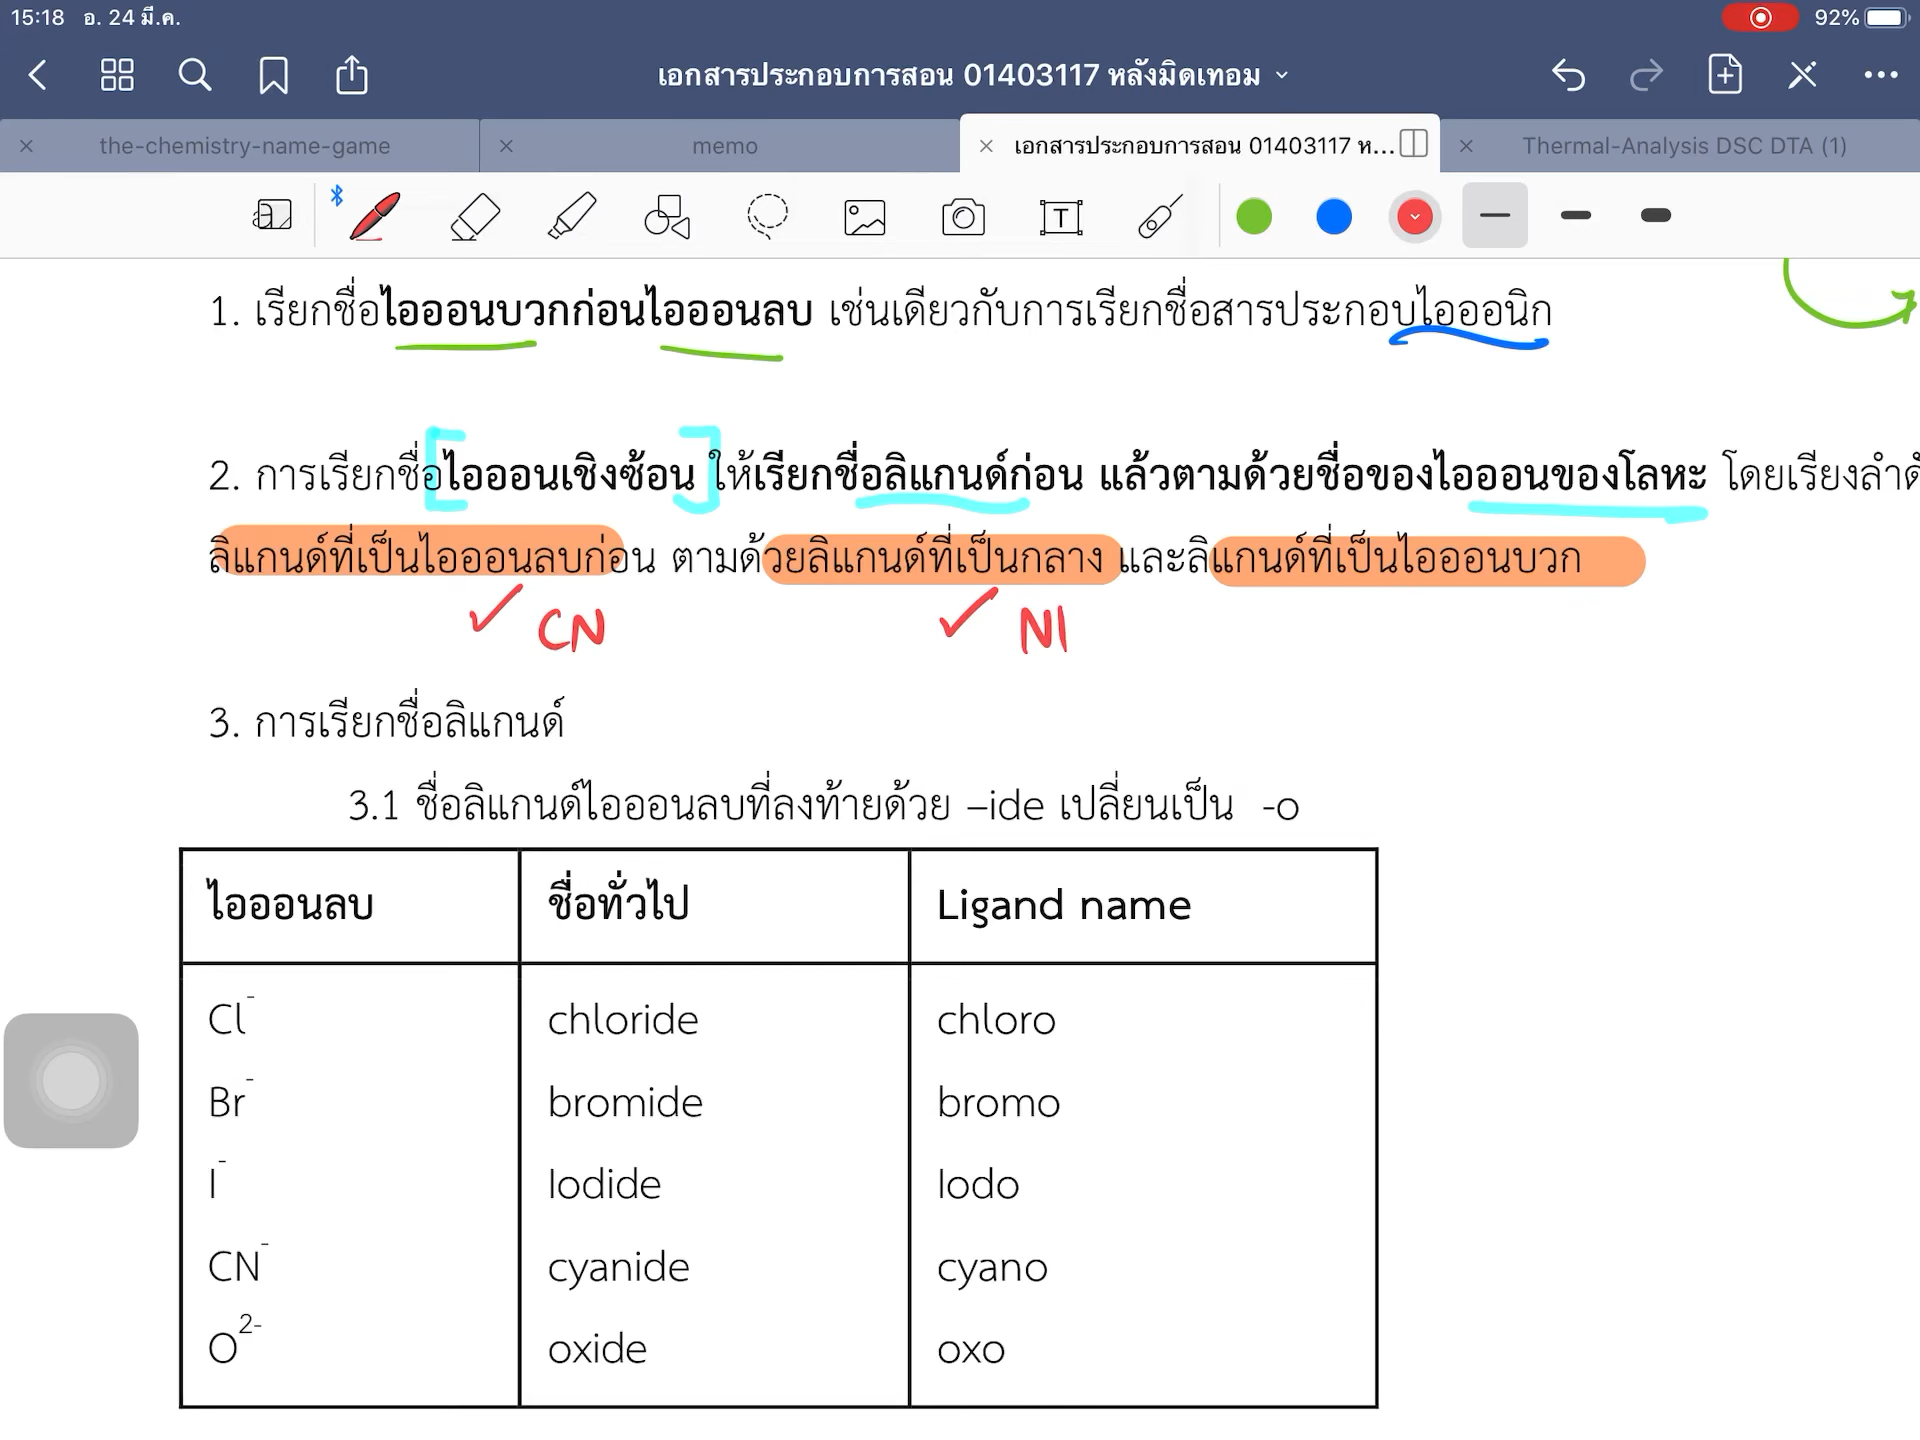 15:18 อ. 24 มี.ค. 92%
เอกสารประกอบการสอน 01403117 หลังมิดเทอม
the-chemistry-name-game
memo
เอกสารประกอบการสอน 01403117 ห...
Thermal-Analysis DSC DTA (1)
1. เรียกชื่อไอออนบวกก่อนไอออนลบ เช่นเดียวกับการเรียกชื่อสารประกอบไอออนิก
2. การเรียกชื่อ[ไอออนเชิงซ้อน] ให้เรียกชื่อลิแกนด์ก่อน แล้วตามด้วยชื่อของไอออนของโลหะ โดยเรียงลำดั
ลิแกนด์ที่เป็นไอออนลบก่อน ตามด้วยลิแกนด์ที่เป็นกลาง และลิแกนด์ที่เป็นไอออนบวก
CN NI
3. การเรียกชื่อลิแกนด์
3.1 ชื่อลิแกนด์ไอออนลบที่ลงท้ายด้วย –ide เปลี่ยนเป็น -o
ไอออนลบ ชื่อทั่วไป Ligand name
Cl⁻ chloride chloro
Br⁻ bromide bromo
I⁻ Iodide Iodo
CN⁻ cyanide cyano
O²⁻ oxide oxo